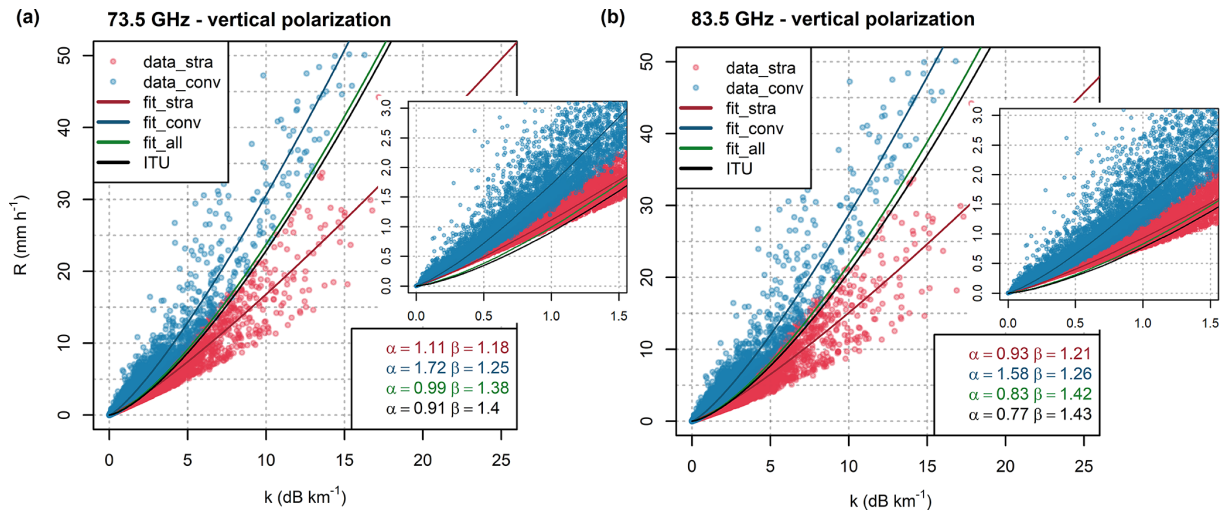 (a) 73.5 GHz - vertical polarization
data_stra
data_conv
fit_stra
fit_conv
fit_all
ITU
R (mm h⁻¹)
50
40
30
20
10
0
0 5 10 15 20 25
k (dB km⁻¹)
3.0
2.5
2.0
1.5
1.0
0.5
0.0
0.0 0.5 1.0 1.5
α = 1.11 β = 1.18
α = 1.72 β = 1.25
α = 0.99 β = 1.38
α = 0.91 β = 1.4
(b) 83.5 GHz - vertical polarization
data_stra
data_conv
fit_stra
fit_conv
fit_all
ITU
50
40
30
20
10
0
0 5 10 15 20 25
k (dB km⁻¹)
3.0
2.5
2.0
1.5
1.0
0.5
0.0
0.0 0.5 1.0 1.5
α = 0.93 β = 1.21
α = 1.58 β = 1.26
α = 0.83 β = 1.42
α = 0.77 β = 1.43